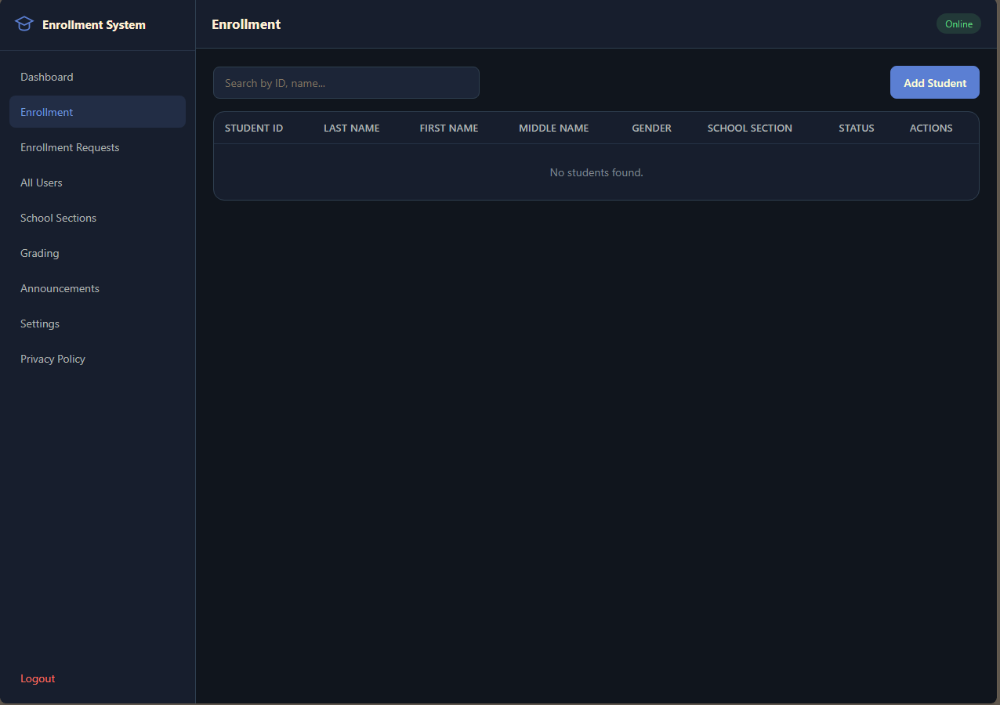 Enrollment System
Dashboard
Enrollment
Enrollment Requests
All Users
School Sections
Grading
Announcements
Settings
Privacy Policy
Logout
Enrollment
Online
Search by ID, name...
Add Student
STUDENT ID LAST NAME FIRST NAME MIDDLE NAME GENDER SCHOOL SECTION STATUS ACTIONS
No students found.